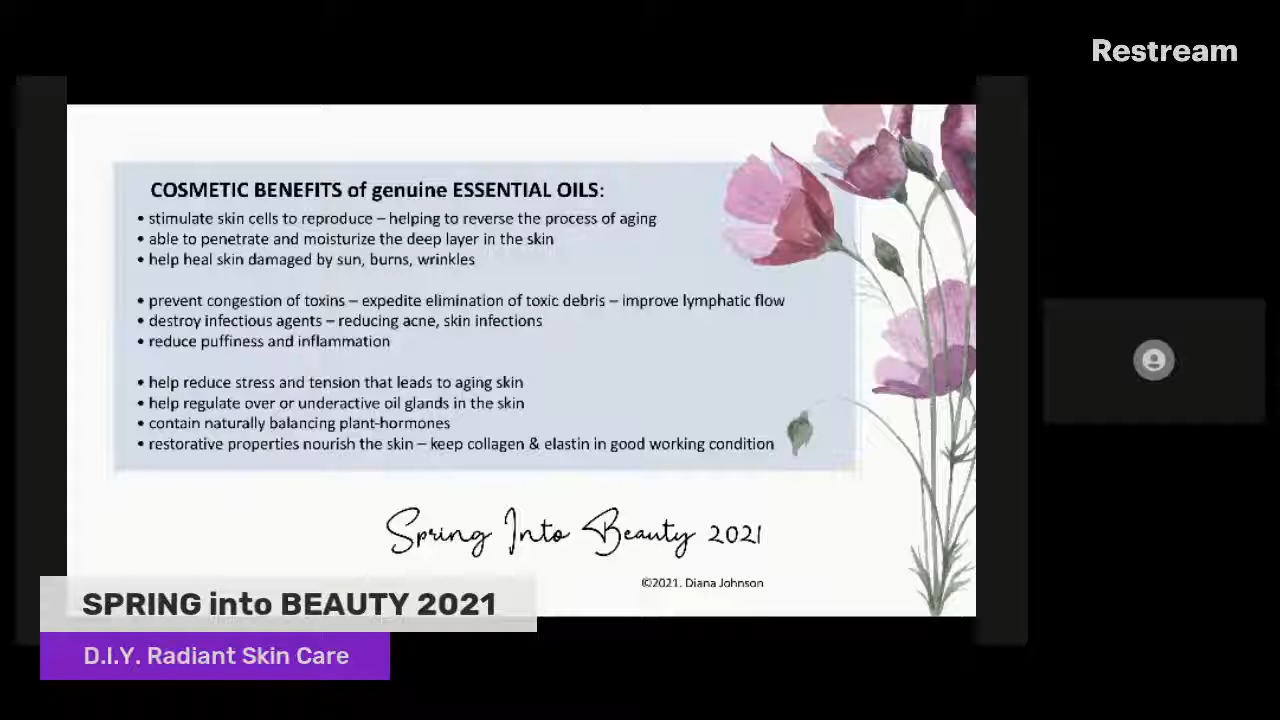 Restream
COSMETIC BENEFITS of genuine ESSENTIAL OILS:
• stimulate skin cells to reproduce – helping to reverse the process of aging
• able to penetrate and moisturize the deep layer in the skin
• help heal skin damaged by sun, burns, wrinkles
• prevent congestion of toxins – expedite elimination of toxic debris – improve lymphatic flow
• destroy infectious agents – reducing acne, skin infections
• reduce puffiness and inflammation
• help reduce stress and tension that leads to aging skin
• help regulate over or underactive oil glands in the skin
• contain naturally balancing plant-hormones
• restorative properties nourish the skin – keep collagen & elastin in good working condition
Spring Into Beauty 2021
©2021. Diana Johnson
SPRING into BEAUTY 2021
D.I.Y. Radiant Skin Care